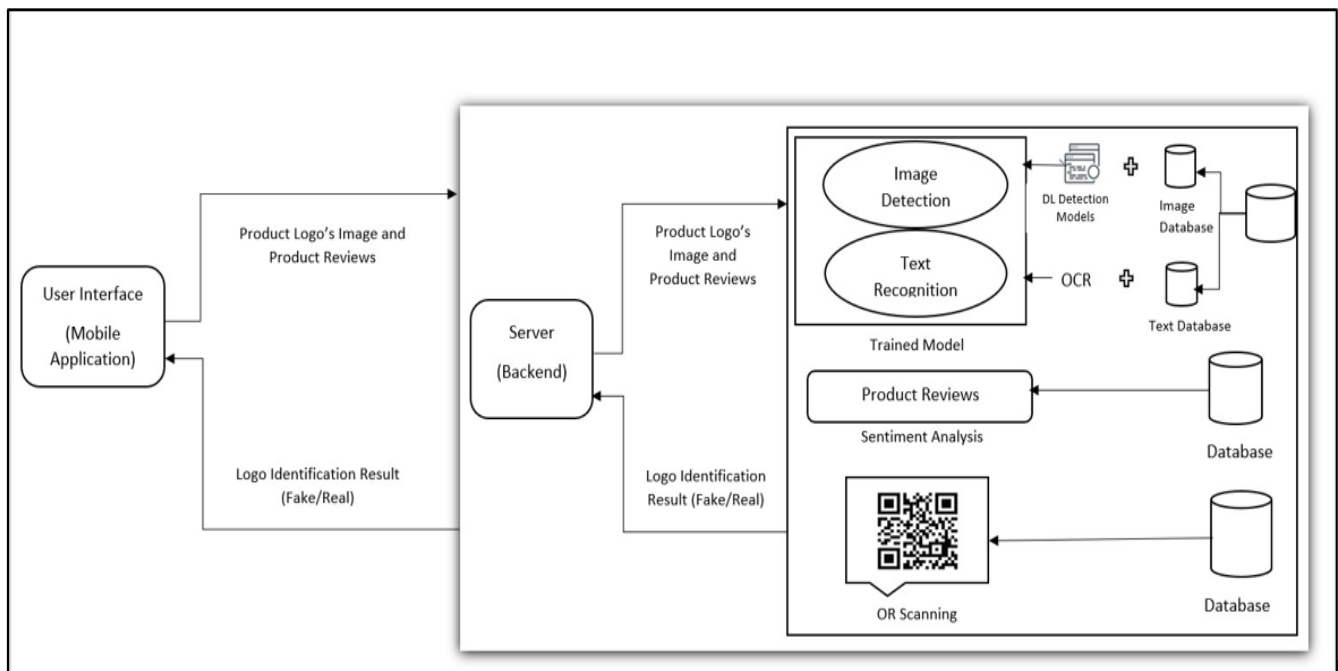 User Interface
(Mobile
Application)
Product Logo's Image and
Product Reviews
Logo Identification Result
(Fake/Real)
Server
(Backend)
Product Logo's
Image and
Product Reviews
Logo Identification
Result (Fake/Real)
Image
Detection
Text
Recognition
Trained Model
DL Detection
Models
Image
Database
OCR
Text Database
Product Reviews
Sentiment Analysis
Database
OR Scanning
Database